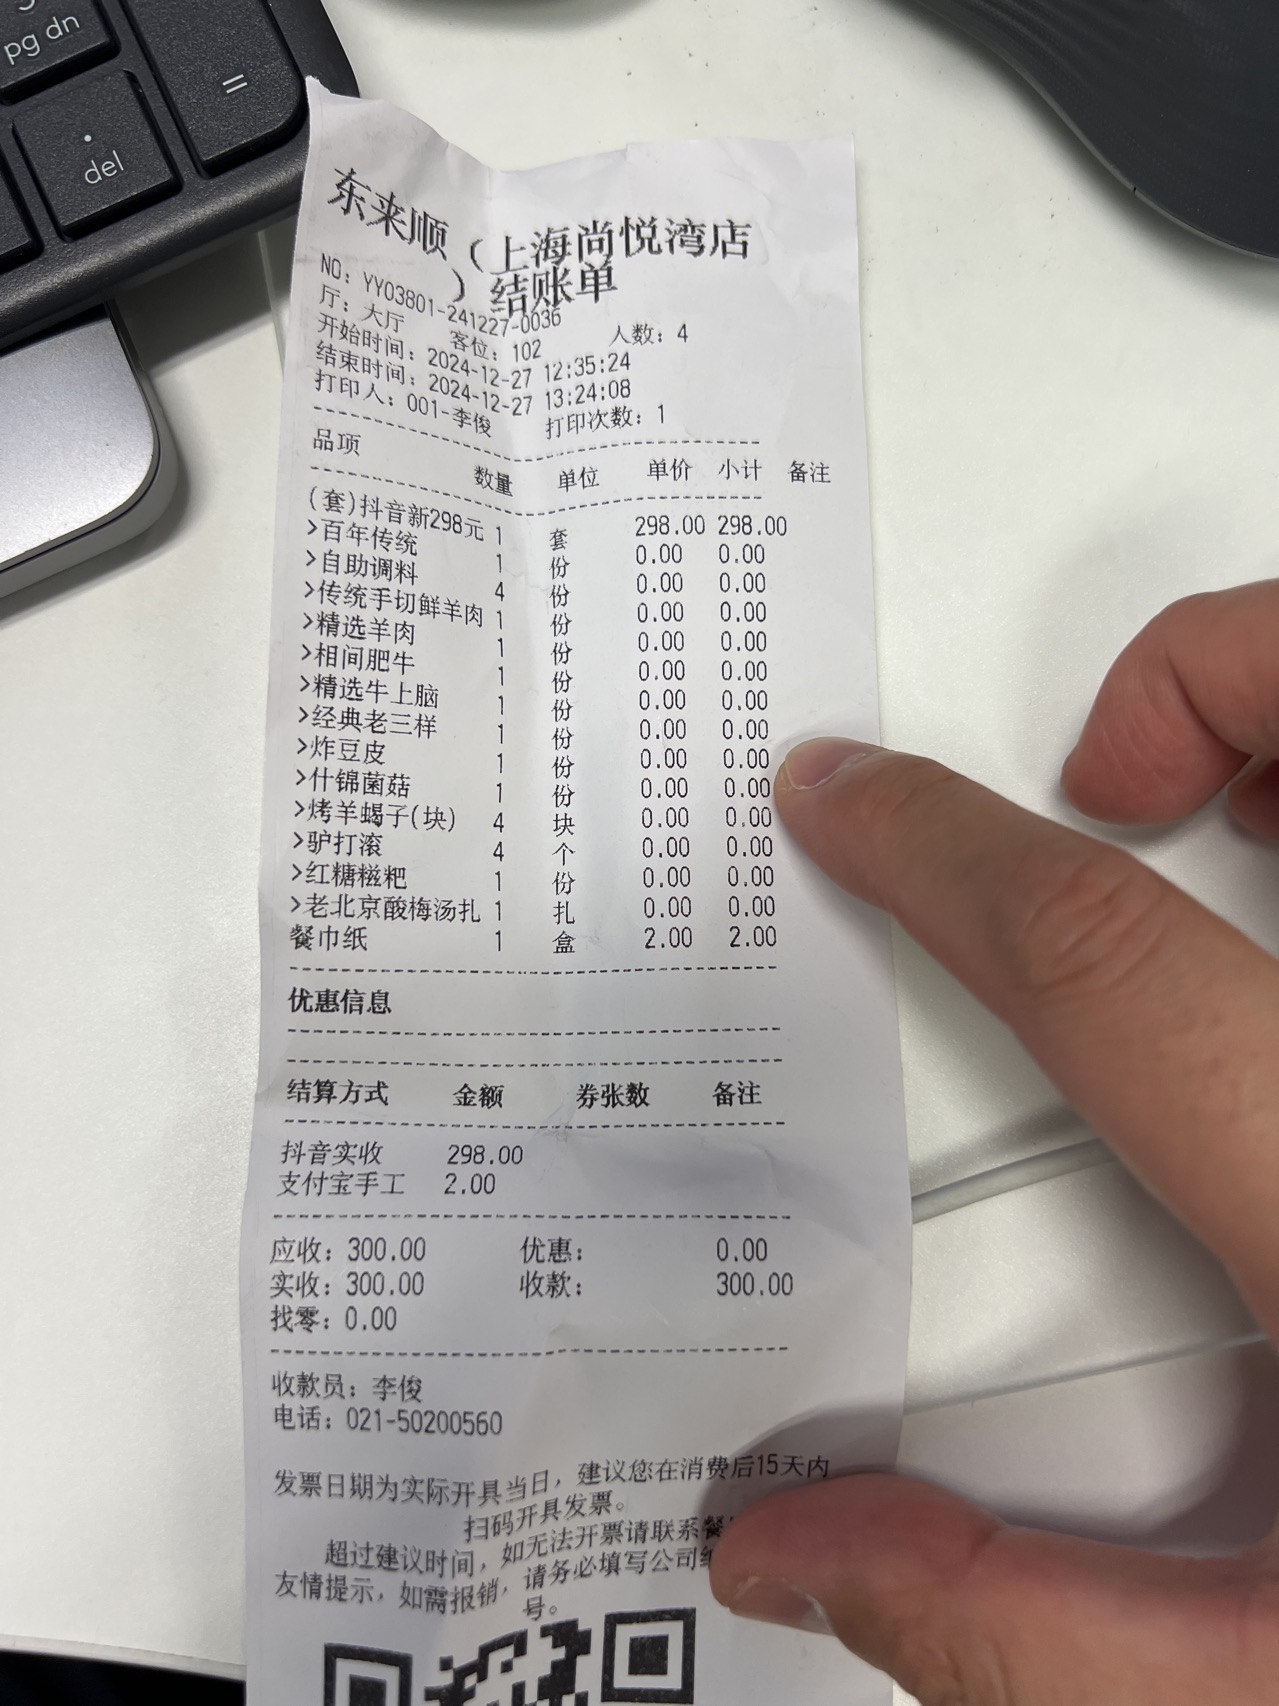 pg dn
=
.
del
东来顺（上海尚悦湾店
）结账单
NO: YY03801-241227-0036
厅: 大厅 客位: 102 人数: 4
开始时间: 2024-12-27 12:35:24
结束时间: 2024-12-27 13:24:08
打印人: 001-李俊 打印次数: 1
品项 数量 单位 单价 小计 备注
(套)抖音新298元 1 套 298.00 298.00
>百年传统 1 份 0.00 0.00
>自助调料 4 份 0.00 0.00
>传统手切鲜羊肉 1 份 0.00 0.00
>精选羊肉 1 份 0.00 0.00
>相间肥牛 1 份 0.00 0.00
>精选牛上脑 1 份 0.00 0.00
>经典老三样 1 份 0.00 0.00
>炸豆皮 1 份 0.00 0.00
>什锦菌菇 1 份 0.00 0.00
>烤羊蝎子(块) 4 块 0.00 0.00
>驴打滚 4 个 0.00 0.00
>红糖糍粑 1 份 0.00 0.00
>老北京酸梅汤扎 1 扎 0.00 0.00
餐巾纸 1 盒 2.00 2.00
优惠信息
结算方式 金额 券张数 备注
抖音实收 298.00
支付宝手工 2.00
应收: 300.00 优惠: 0.00
实收: 300.00 收款: 300.00
找零: 0.00
收款员: 李俊
电话: 021-50200560
发票日期为实际开具当日，建议您在消费后15天内
扫码开具发票。
超过建议时间，如无法开票请联系餐
友情提示，如需报销，请务必填写公司
号。